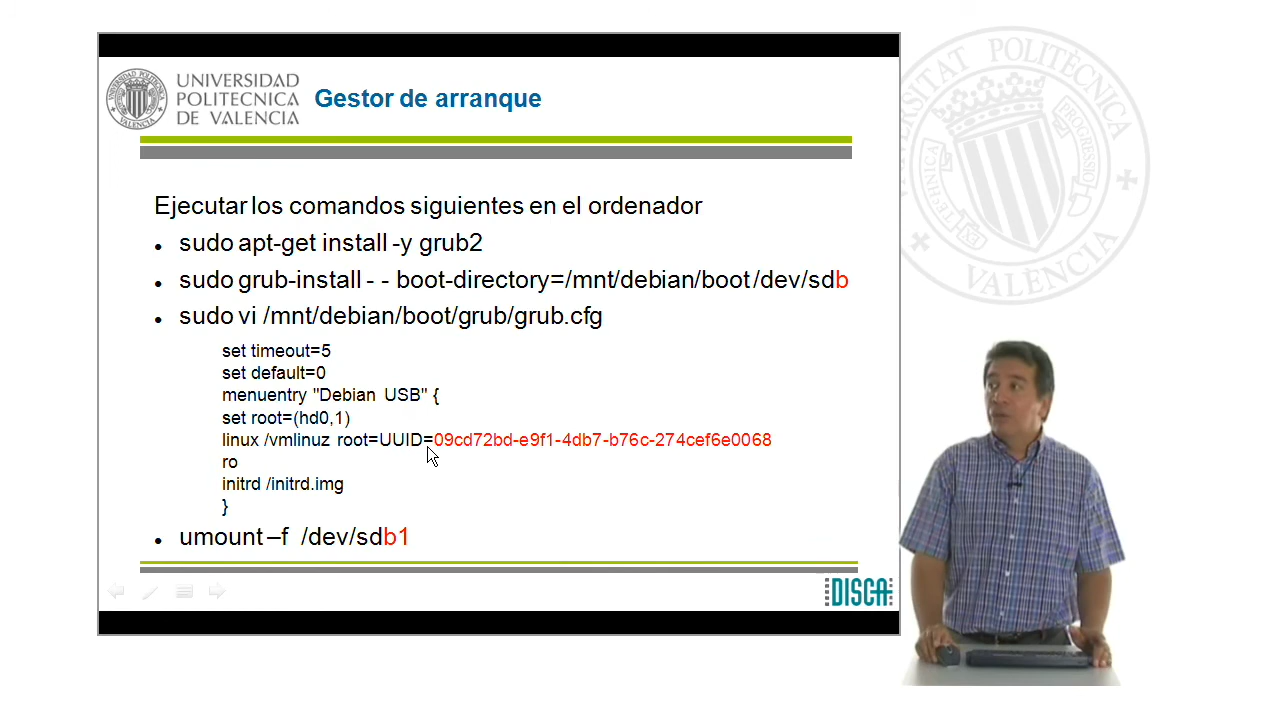 UNIVERSIDAD
POLITECNICA
DE VALENCIA
Gestor de arranque
Ejecutar los comandos siguientes en el ordenador
• sudo apt-get install -y grub2
• sudo grub-install - - boot-directory=/mnt/debian/boot /dev/sdb
• sudo vi /mnt/debian/boot/grub/grub.cfg
set timeout=5
set default=0
menuentry "Debian USB" {
set root=(hd0,1)
linux /vmlinuz root=UUID=09cd72bd-e9f1-4db7-b76c-274cef6e0068
ro
initrd /initrd.img
}
• umount –f /dev/sdb1
DISCA
UNIVERSITAT POLITÈCNICA
DE VALÈNCIA